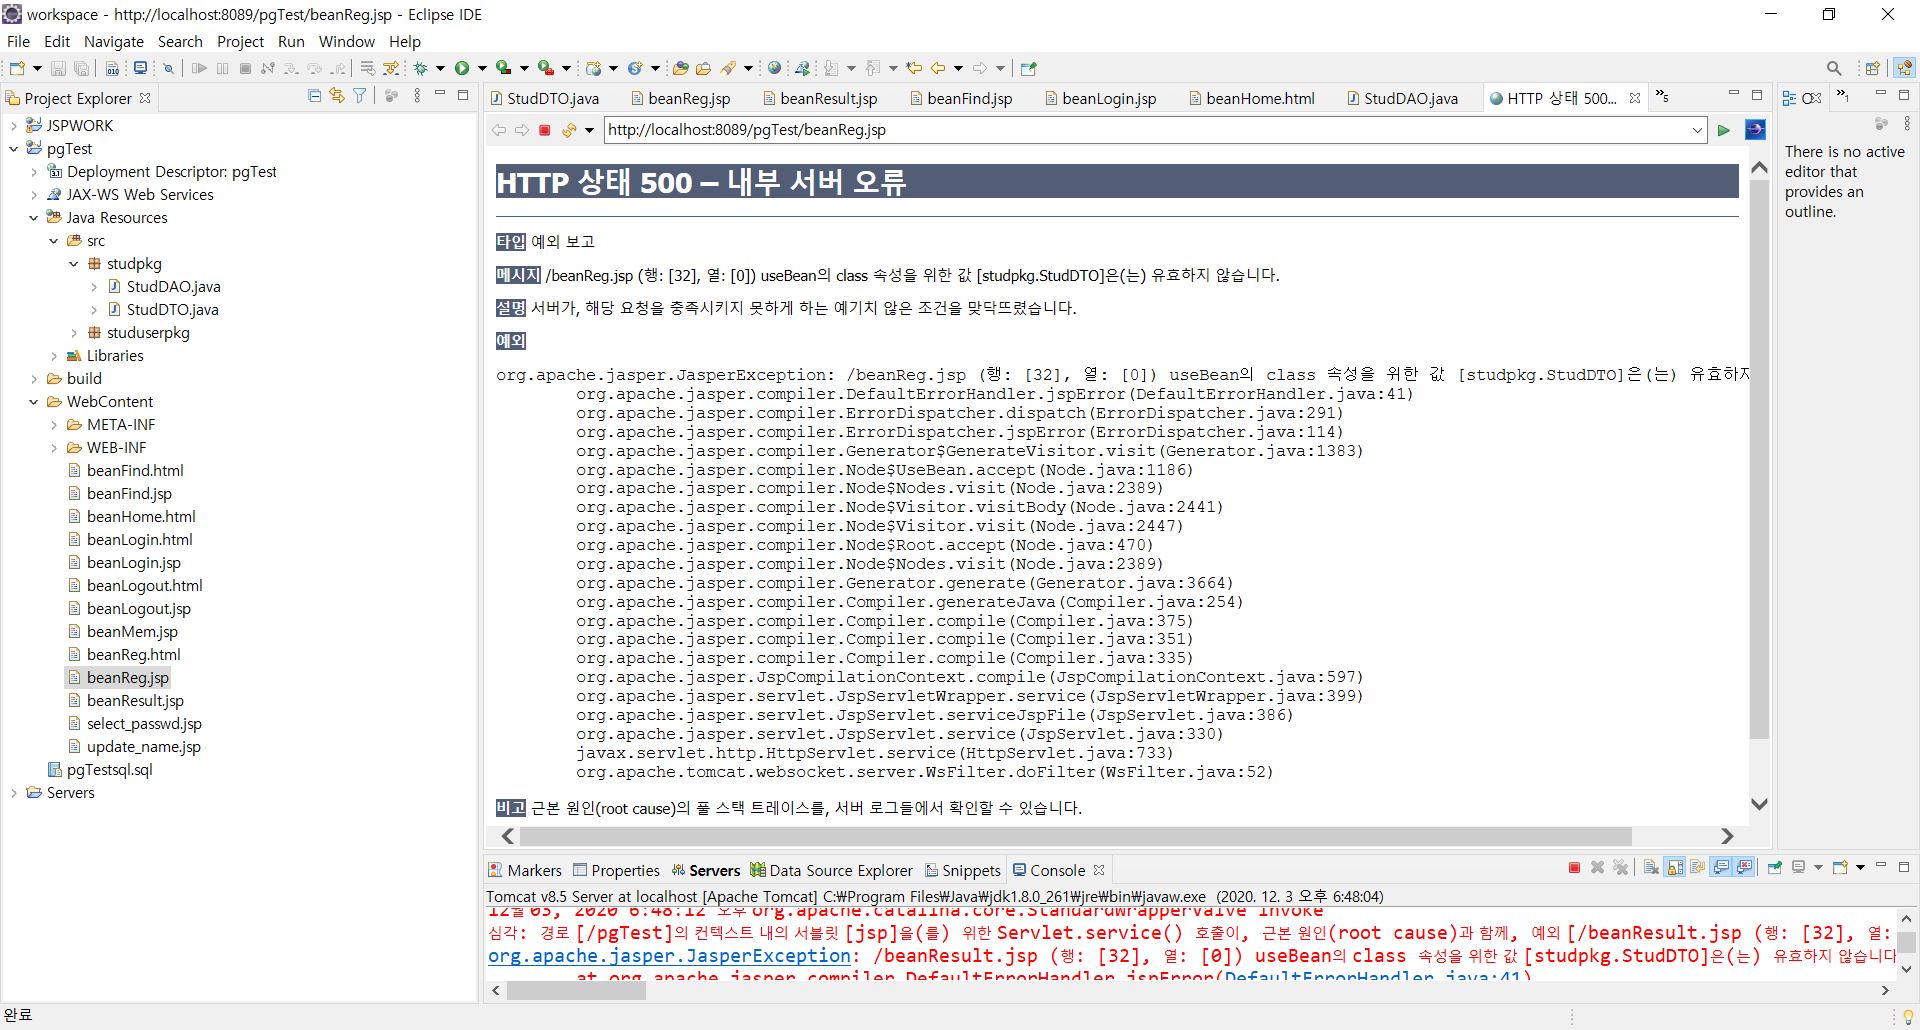 workspace - http://localhost:8089/pgTest/beanReg.jsp - Eclipse IDE
File Edit Navigate Search Project Run Window Help
Project Explorer
JSPWORK
pgTest
Deployment Descriptor: pgTest
JAX-WS Web Services
Java Resources
src
studpkg
StudDAO.java
StudDTO.java
studuserpkg
Libraries
build
WebContent
META-INF
WEB-INF
beanFind.html
beanFind.jsp
beanHome.html
beanLogin.html
beanLogin.jsp
beanLogout.html
beanLogout.jsp
beanMem.jsp
beanReg.html
beanReg.jsp
beanResult.jsp
select_passwd.jsp
update_name.jsp
pgTestsql.sql
Servers
StudDTO.java beanReg.jsp beanResult.jsp beanFind.jsp beanLogin.jsp beanHome.html StudDAO.java HTTP 상태 500... »5
http://localhost:8089/pgTest/beanReg.jsp
HTTP 상태 500 – 내부 서버 오류
타입 예외 보고
메시지 /beanReg.jsp (행: [32], 열: [0]) useBean의 class 속성을 위한 값 [studpkg.StudDTO]은(는) 유효하지 않습니다.
설명 서버가, 해당 요청을 충족시키지 못하게 하는 예기치 않은 조건을 맞닥뜨렸습니다.
예외
org.apache.jasper.JasperException: /beanReg.jsp (행: [32], 열: [0]) useBean의 class 속성을 위한 값 [studpkg.StudDTO]은(는) 유효하지
org.apache.jasper.compiler.DefaultErrorHandler.jspError(DefaultErrorHandler.java:41)
org.apache.jasper.compiler.ErrorDispatcher.dispatch(ErrorDispatcher.java:291)
org.apache.jasper.compiler.ErrorDispatcher.jspError(ErrorDispatcher.java:114)
org.apache.jasper.compiler.Generator$GenerateVisitor.visit(Generator.java:1383)
org.apache.jasper.compiler.Node$UseBean.accept(Node.java:1186)
org.apache.jasper.compiler.Node$Nodes.visit(Node.java:2389)
org.apache.jasper.compiler.Node$Visitor.visitBody(Node.java:2441)
org.apache.jasper.compiler.Node$Visitor.visit(Node.java:2447)
org.apache.jasper.compiler.Node$Root.accept(Node.java:470)
org.apache.jasper.compiler.Node$Nodes.visit(Node.java:2389)
org.apache.jasper.compiler.Generator.generate(Generator.java:3664)
org.apache.jasper.compiler.Compiler.generateJava(Compiler.java:254)
org.apache.jasper.compiler.Compiler.compile(Compiler.java:375)
org.apache.jasper.compiler.Compiler.compile(Compiler.java:351)
org.apache.jasper.compiler.Compiler.compile(Compiler.java:335)
org.apache.jasper.JspCompilationContext.compile(JspCompilationContext.java:597)
org.apache.jasper.servlet.JspServletWrapper.service(JspServletWrapper.java:399)
org.apache.jasper.servlet.JspServlet.serviceJspFile(JspServlet.java:386)
org.apache.jasper.servlet.JspServlet.service(JspServlet.java:330)
javax.servlet.http.HttpServlet.service(HttpServlet.java:733)
org.apache.tomcat.websocket.server.WsFilter.doFilter(WsFilter.java:52)
비고 근본 원인(root cause)의 풀 스택 트레이스를, 서버 로그들에서 확인할 수 있습니다.
»1
There is no active
editor that
provides an
outline.
Markers Properties Servers Data Source Explorer Snippets Console
Tomcat v8.5 Server at localhost [Apache Tomcat] C:₩Program Files₩Java₩jdk1.8.0_261₩jre₩bin₩javaw.exe (2020. 12. 3 오후 6:48:04)
12월 03, 2020 6:48:12 오후 org.apache.catalina.core.StandardWrapperValve invoke
심각: 경로 [/pgTest]의 컨텍스트 내의 서블릿 [jsp]을(를) 위한 Servlet.service() 호출이, 근본 원인(root cause)과 함께, 예외 [/beanResult.jsp (행: [32], 열:
org.apache.jasper.JasperException: /beanResult.jsp (행: [32], 열: [0]) useBean의 class 속성을 위한 값 [studpkg.StudDTO]은(는) 유효하지 않습니다
at org.apache.jasper.compiler.DefaultErrorHandler.jspError(DefaultErrorHandler.java:41)
완료